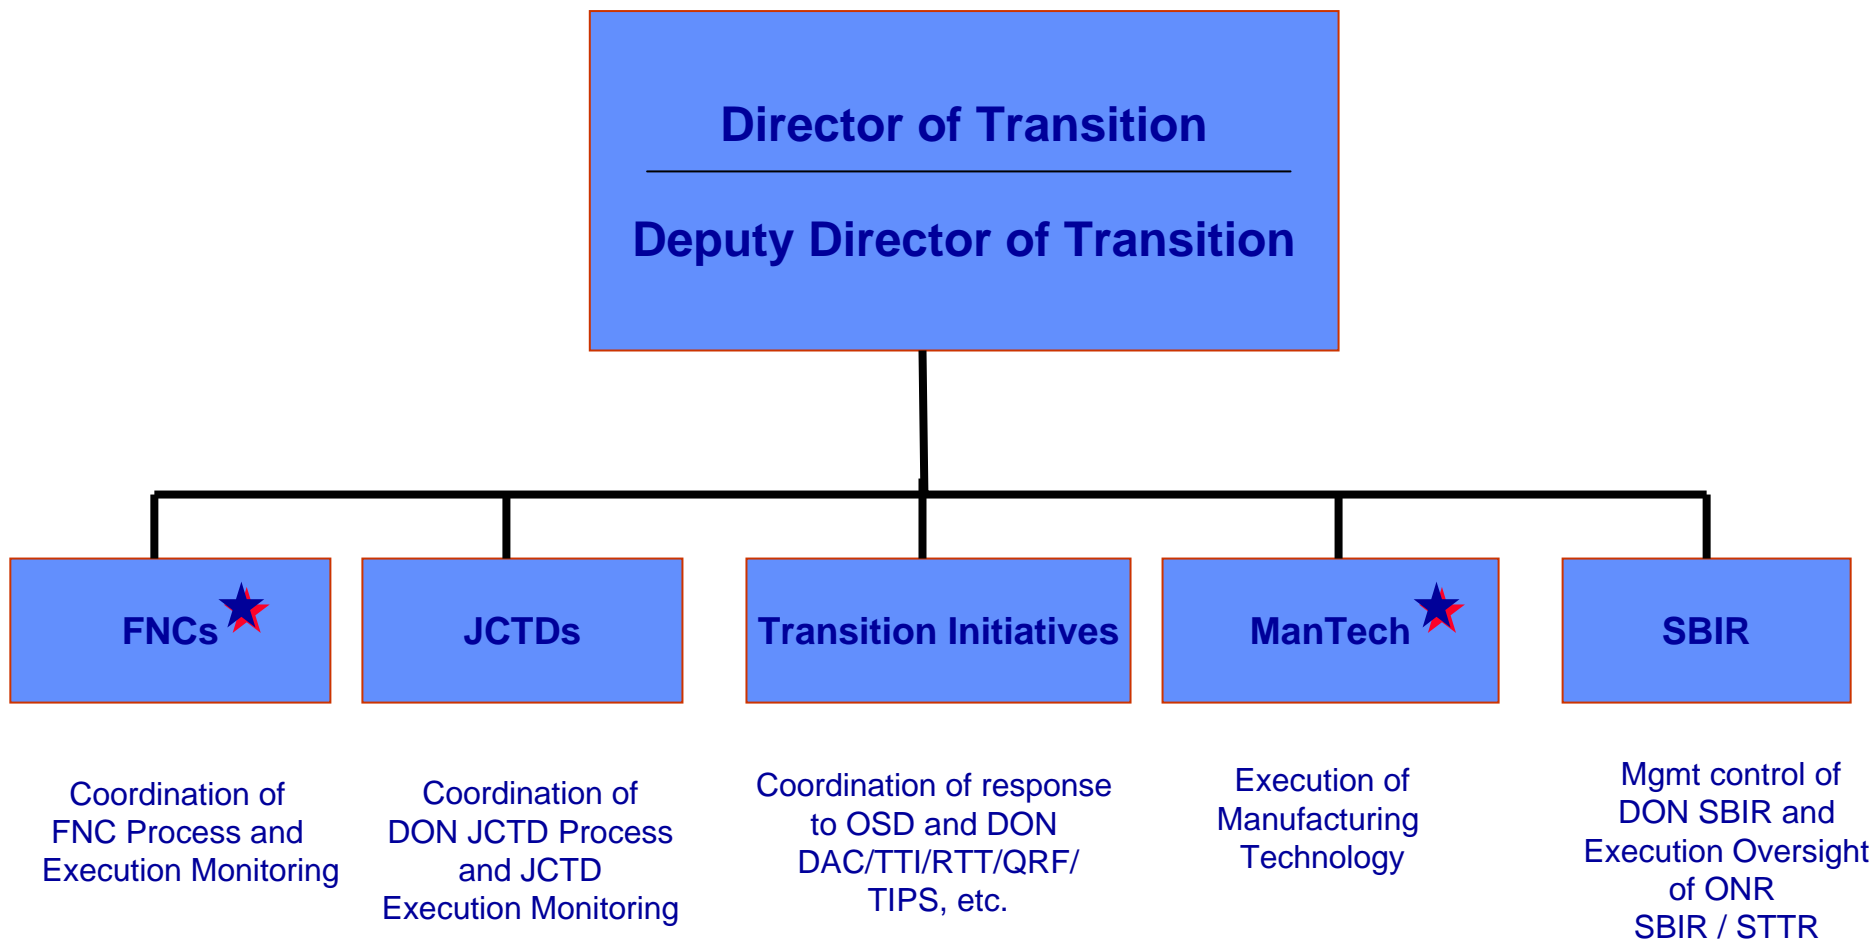 Director of Transition
Deputy Director of Transition
FNCs
JCTDs
Transition Initiatives
ManTech
SBIR
Coordination of
FNC Process and
Execution Monitoring
Coordination of
DON JCTD Process
and JCTD
Execution Monitoring
Coordination of response
to OSD and DON
DAC/TTI/RTT/QRF/
TIPS, etc.
Execution of
Manufacturing
Technology
Mgmt control of
DON SBIR and
Execution Oversight
of ONR
SBIR / STTR